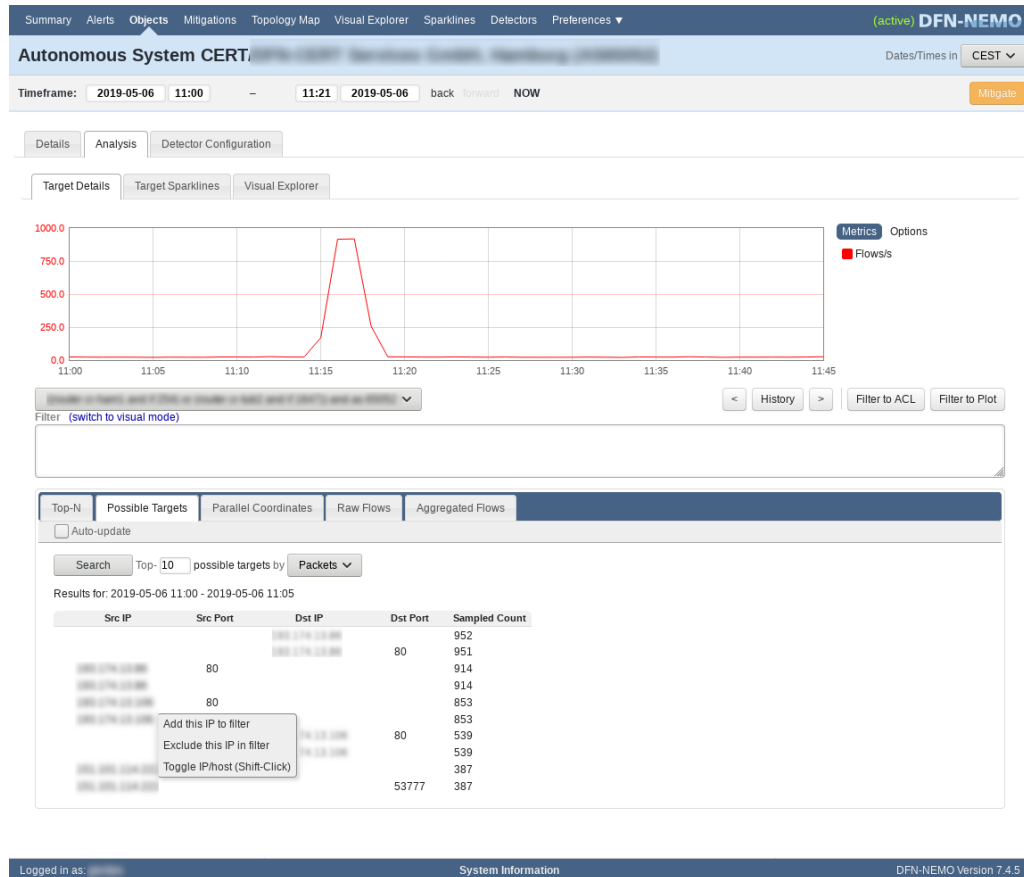 Summary Alerts Objects Mitigations Topology Map Visual Explorer Sparklines Detectors Preferences ▼ (active) DFN-NEMO
Autonomous System CERT/ Dates/Times in CEST
Timeframe: 2019-05-06 11:00 – 11:21 2019-05-06 back forward NOW Mitigate
Details Analysis Detector Configuration
Target Details Target Sparklines Visual Explorer
1000.0 Metrics Options
750.0 Flows/s
500.0
250.0
0.0
11:00 11:05 11:10 11:15 11:20 11:25 11:30 11:35 11:40 11:45
< History > Filter to ACL Filter to Plot
Filter (switch to visual mode)
Top-N Possible Targets Parallel Coordinates Raw Flows Aggregated Flows
Auto-update
Search Top- 10 possible targets by Packets
Results for: 2019-05-06 11:00 - 2019-05-06 11:05
Src IP Src Port Dst IP Dst Port Sampled Count
952
80 951
80 914
914
80 853
853
Add this IP to filter
80 539
Exclude this IP in filter
539
Toggle IP/host (Shift-Click)
387
53777 387
Logged in as: System Information DFN-NEMO Version 7.4.5